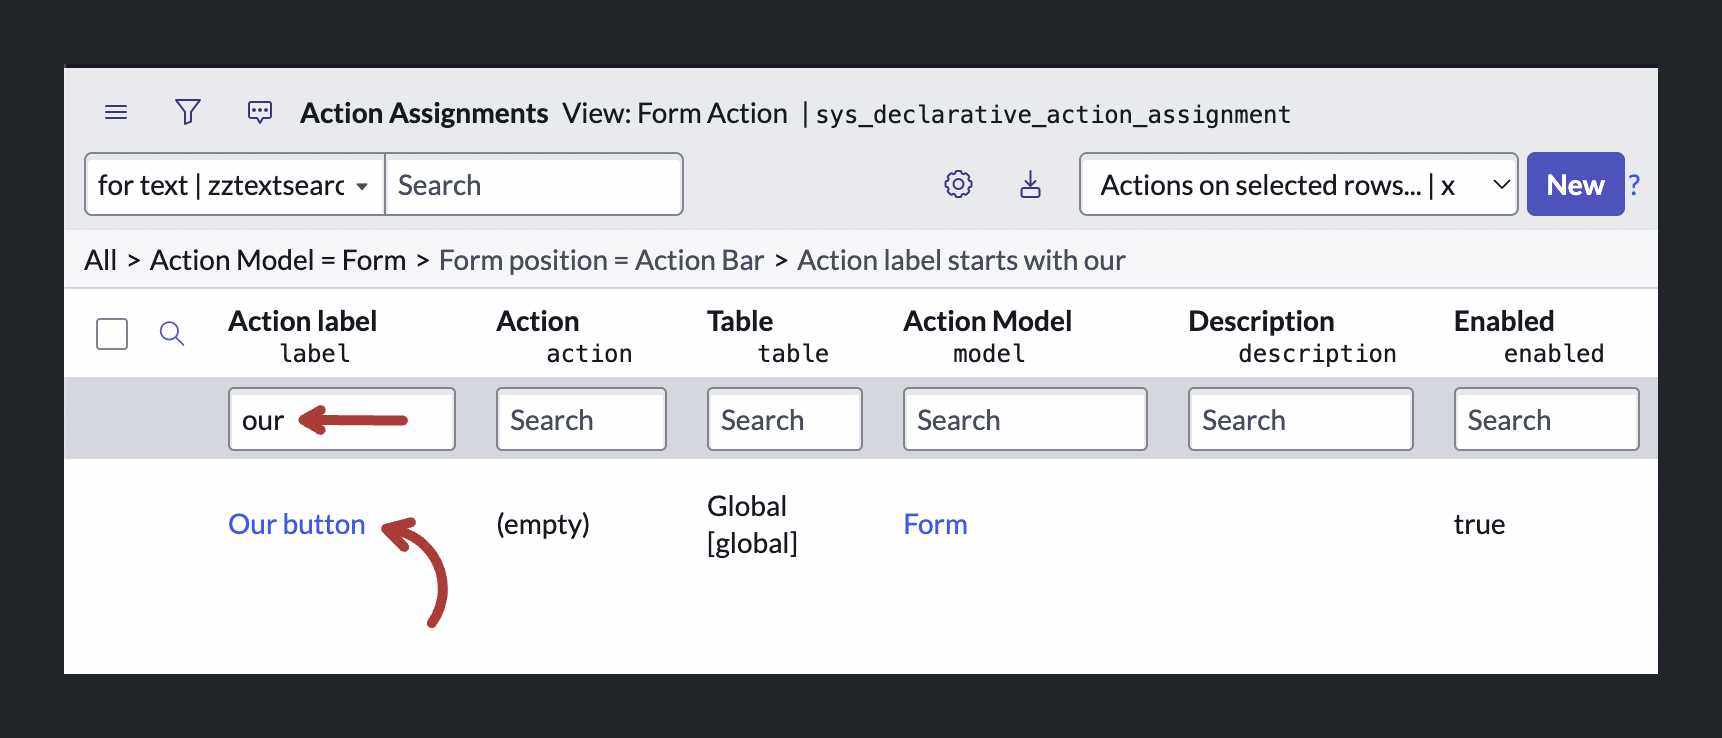 Action Assignments View: Form Action | sys_declarative_action_assignment
for text | zztextsearc Search Actions on selected rows... | x New ?
All > Action Model = Form > Form position = Action Bar > Action label starts with our
Action label Action Table Action Model Description Enabled
label action table model description enabled
our Search Search Search Search Search
Our button (empty) Global [global] Form true